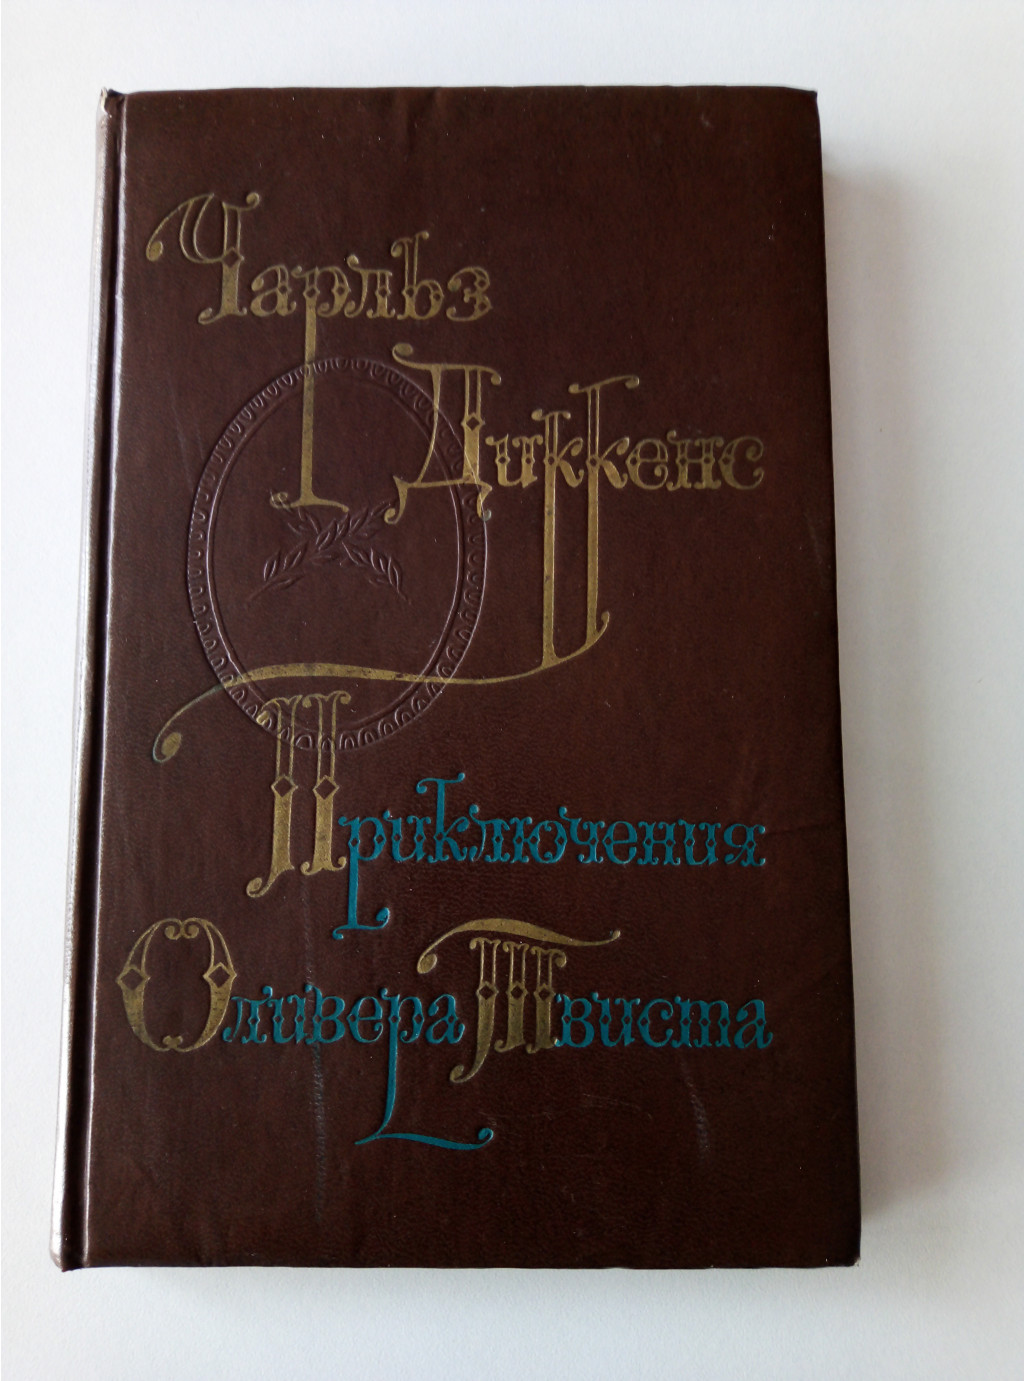 Чарльз
Диккенс
Приключения
Оливера Твиста